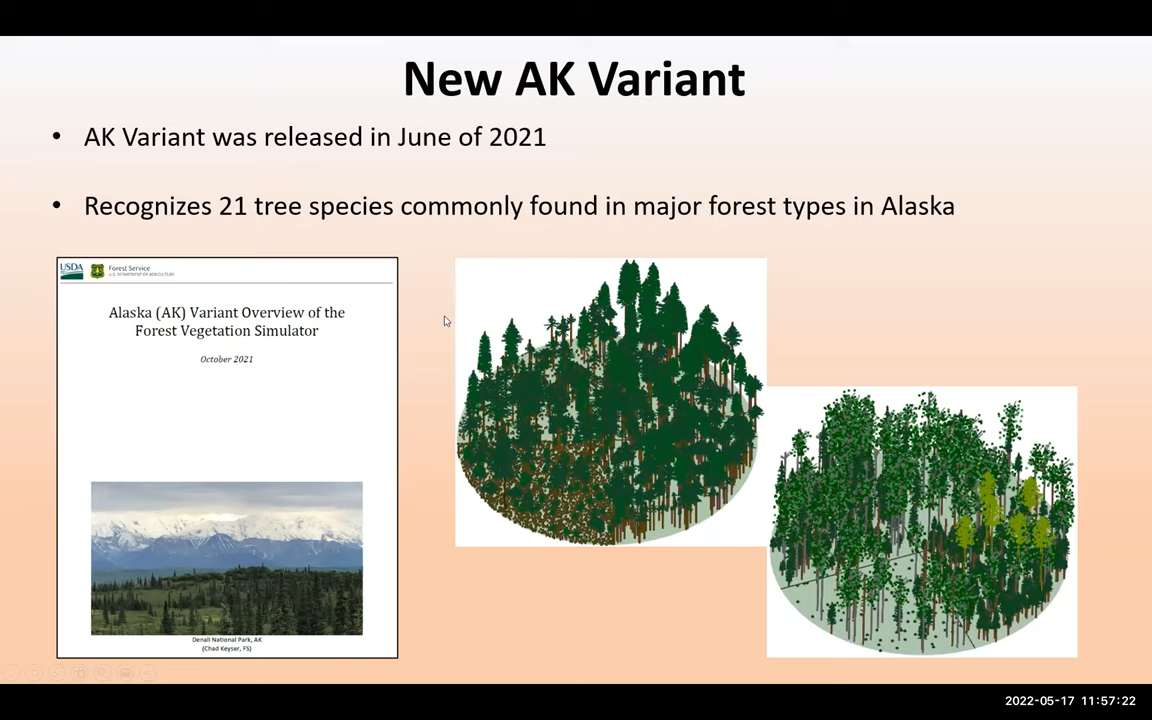 New AK Variant
• AK Variant was released in June of 2021
• Recognizes 21 tree species commonly found in major forest types in Alaska
USDA
Forest Service
U.S. DEPARTMENT OF AGRICULTURE
Alaska (AK) Variant Overview of the
Forest Vegetation Simulator
October 2021
Denali National Park, AK
(Chad Keyser, FS)
2022-05-17 11:57:22